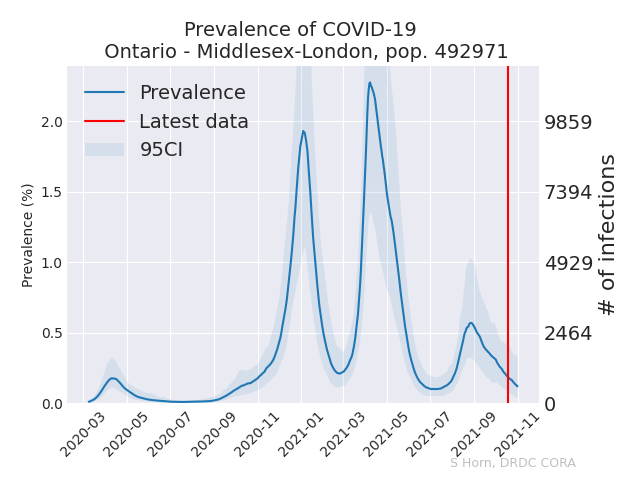 Prevalence of COVID-19
Ontario - Middlesex-London, pop. 492971
Prevalence
Latest data
95CI
Prevalence (%)
2.0
1.5
1.0
0.5
0.0
9859
7394
4929
2464
0
# of infections
2020-03
2020-05
2020-07
2020-09
2020-11
2021-01
2021-03
2021-05
2021-07
2021-09
2021-11
S Horn, DRDC CORA